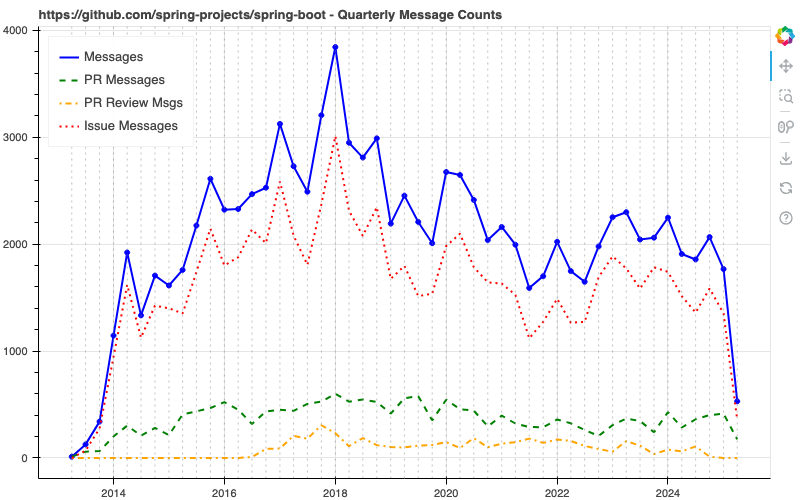 https://github.com/spring-projects/spring-boot - Quarterly Message Counts
4000
3000
2000
1000
0
Messages
PR Messages
PR Review Msgs
Issue Messages
2014
2016
2018
2020
2022
2024